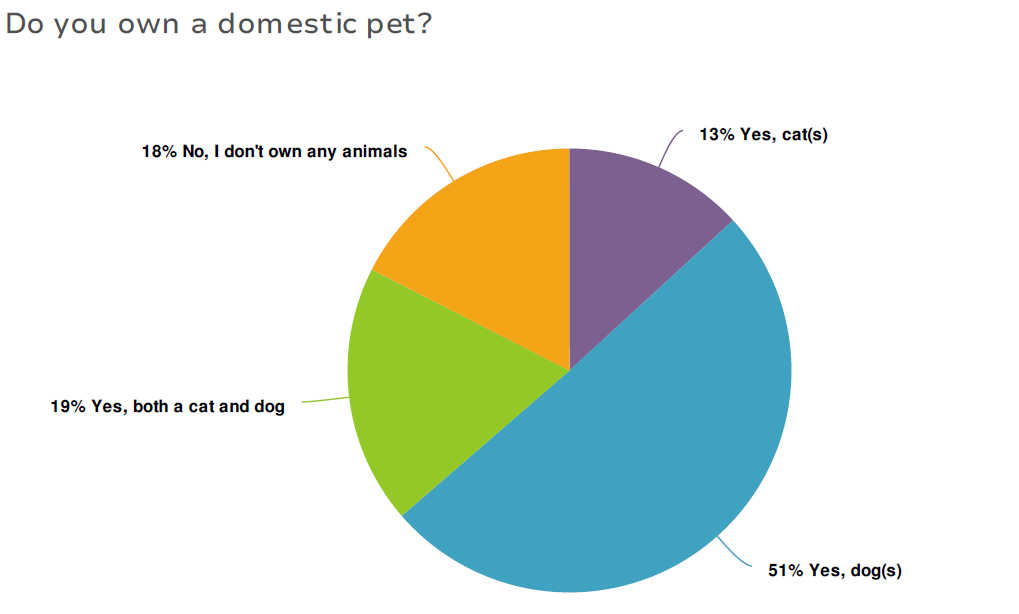 Do you own a domestic pet?
13% Yes, cat(s)
18% No, I don't own any animals
19% Yes, both a cat and dog
51% Yes, dog(s)